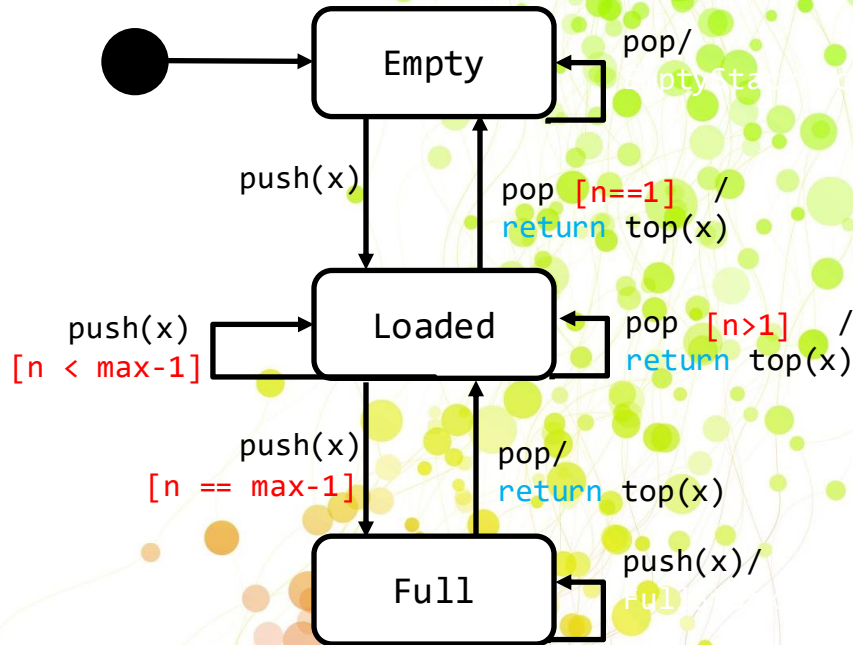 Empty
pop/
push(x)
pop [n==1] /
return top(x)
Loaded
push(x)
[n < max-1]
pop [n>1] /
return top(x)
push(x)
[n == max-1]
pop/
return top(x)
Full
push(x)/